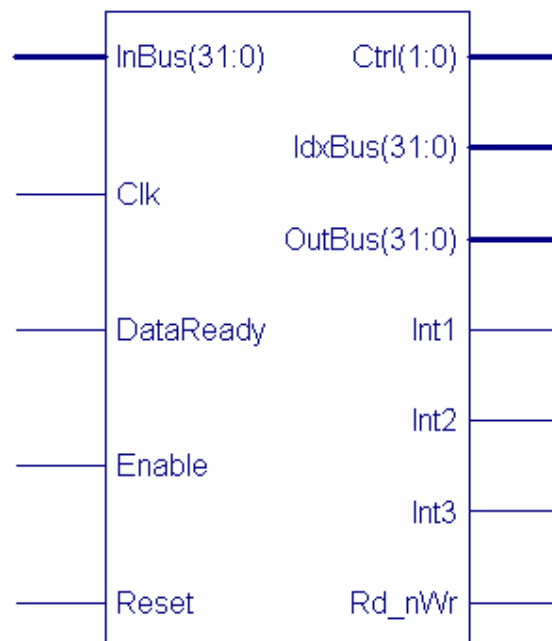 InBus(31:0)
Ctrl(1:0)
IdxBus(31:0)
Clk
OutBus(31:0)
DataReady
Int1
Int2
Enable
Int3
Reset
Rd_nWr